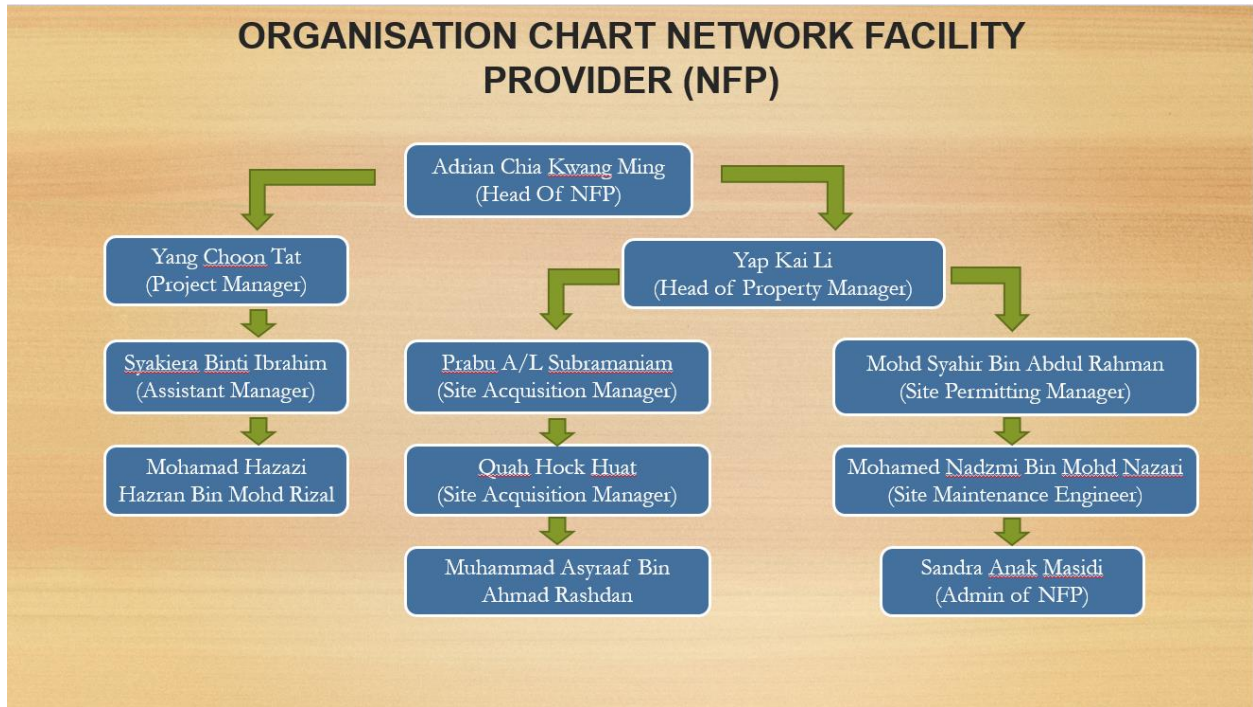 ORGANISATION CHART NETWORK FACILITY
PROVIDER (NFP)
Adrian Chia Kwang Ming
(Head Of NFP)
Yang Choon Tat
(Project Manager)
Yap Kai Li
(Head of Property Manager)
Syakiera Binti Ibrahim
(Assistant Manager)
Prabu A/L Subramaniam
(Site Acquisition Manager)
Mohd Syahir Bin Abdul Rahman
(Site Permitting Manager)
Mohamad Hazazi
Hazran Bin Mohd Rizal
Quah Hock Huat
(Site Acquisition Manager)
Mohamed Nadzmi Bin Mohd Nazari
(Site Maintenance Engineer)
Muhammad Asyraaf Bin
Ahmad Rashdan
Sandra Anak Masidi
(Admin of NFP)